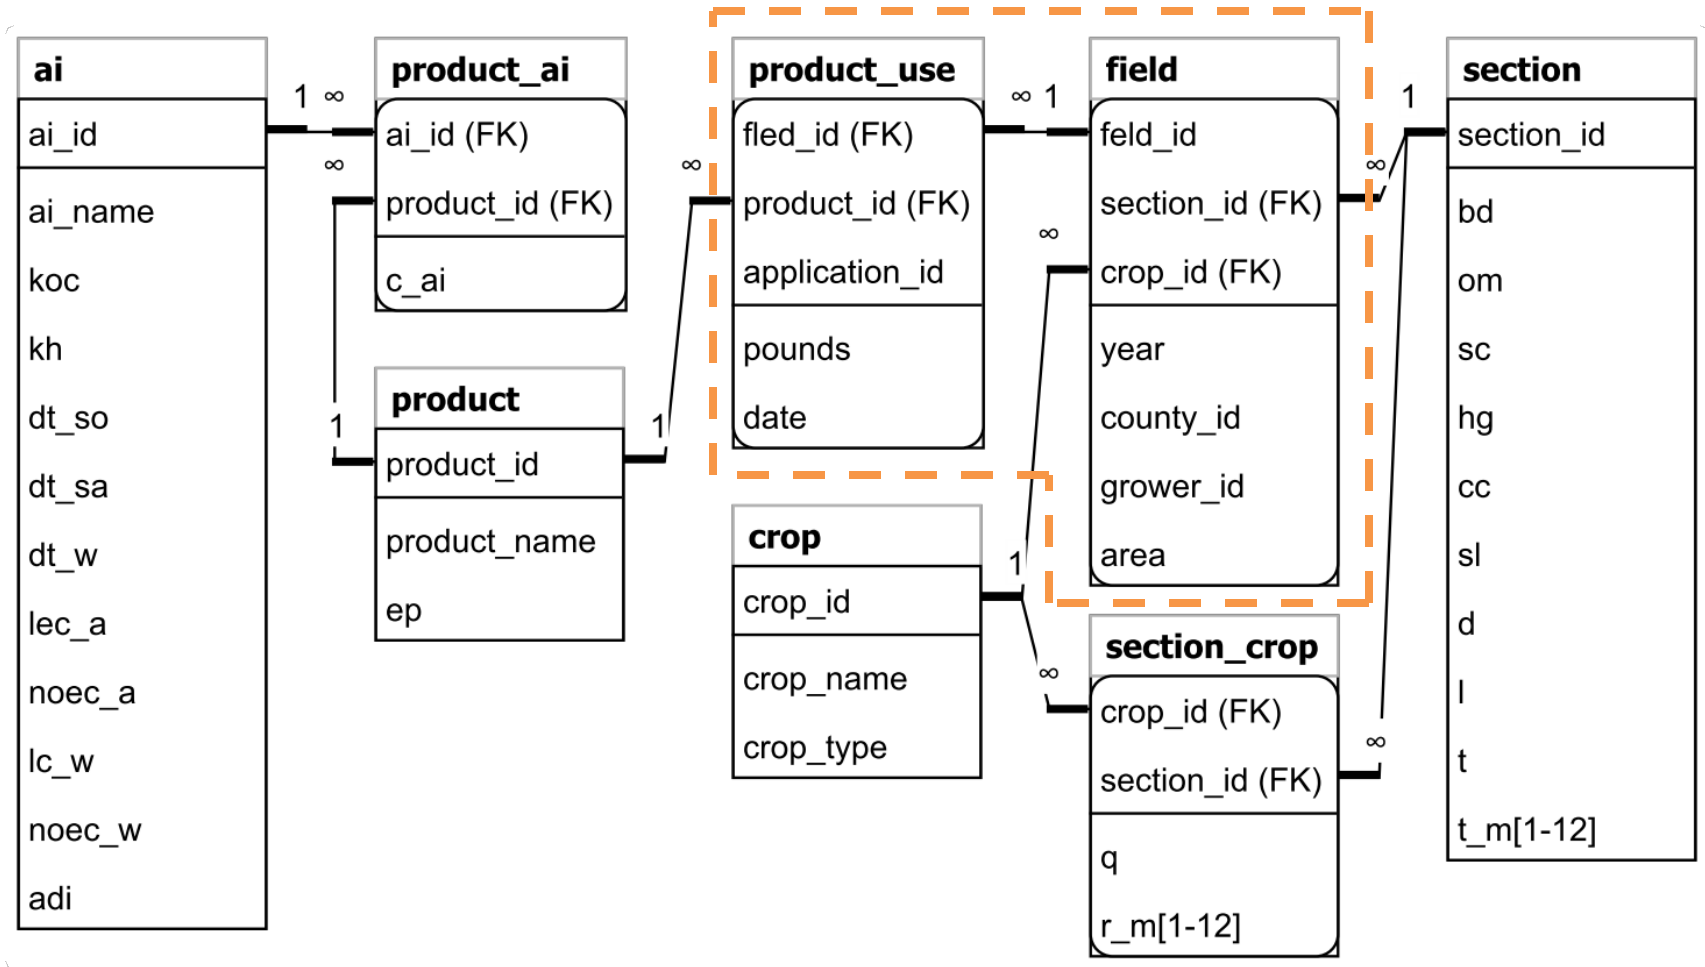 ai
ai_id
ai_name
koc
kh
dt_so
dt_sa
dt_w
lec_a
noec_a
lc_w
noec_w
adi
1 ∞
∞
1
product_ai
ai_id (FK)
product_id (FK)
c_ai
product
product_id
product_name
ep
∞
1
product_use
fled_id (FK)
product_id (FK)
application_id
pounds
date
∞ 1
∞
1
∞
crop
crop_id
crop_name
crop_type
field
feld_id
section_id (FK)
crop_id (FK)
year
county_id
grower_id
area
section_crop
crop_id (FK)
section_id (FK)
q
r_m[1-12]
1
∞
∞
section
section_id
bd
om
sc
hg
cc
sl
d
l
t
t_m[1-12]